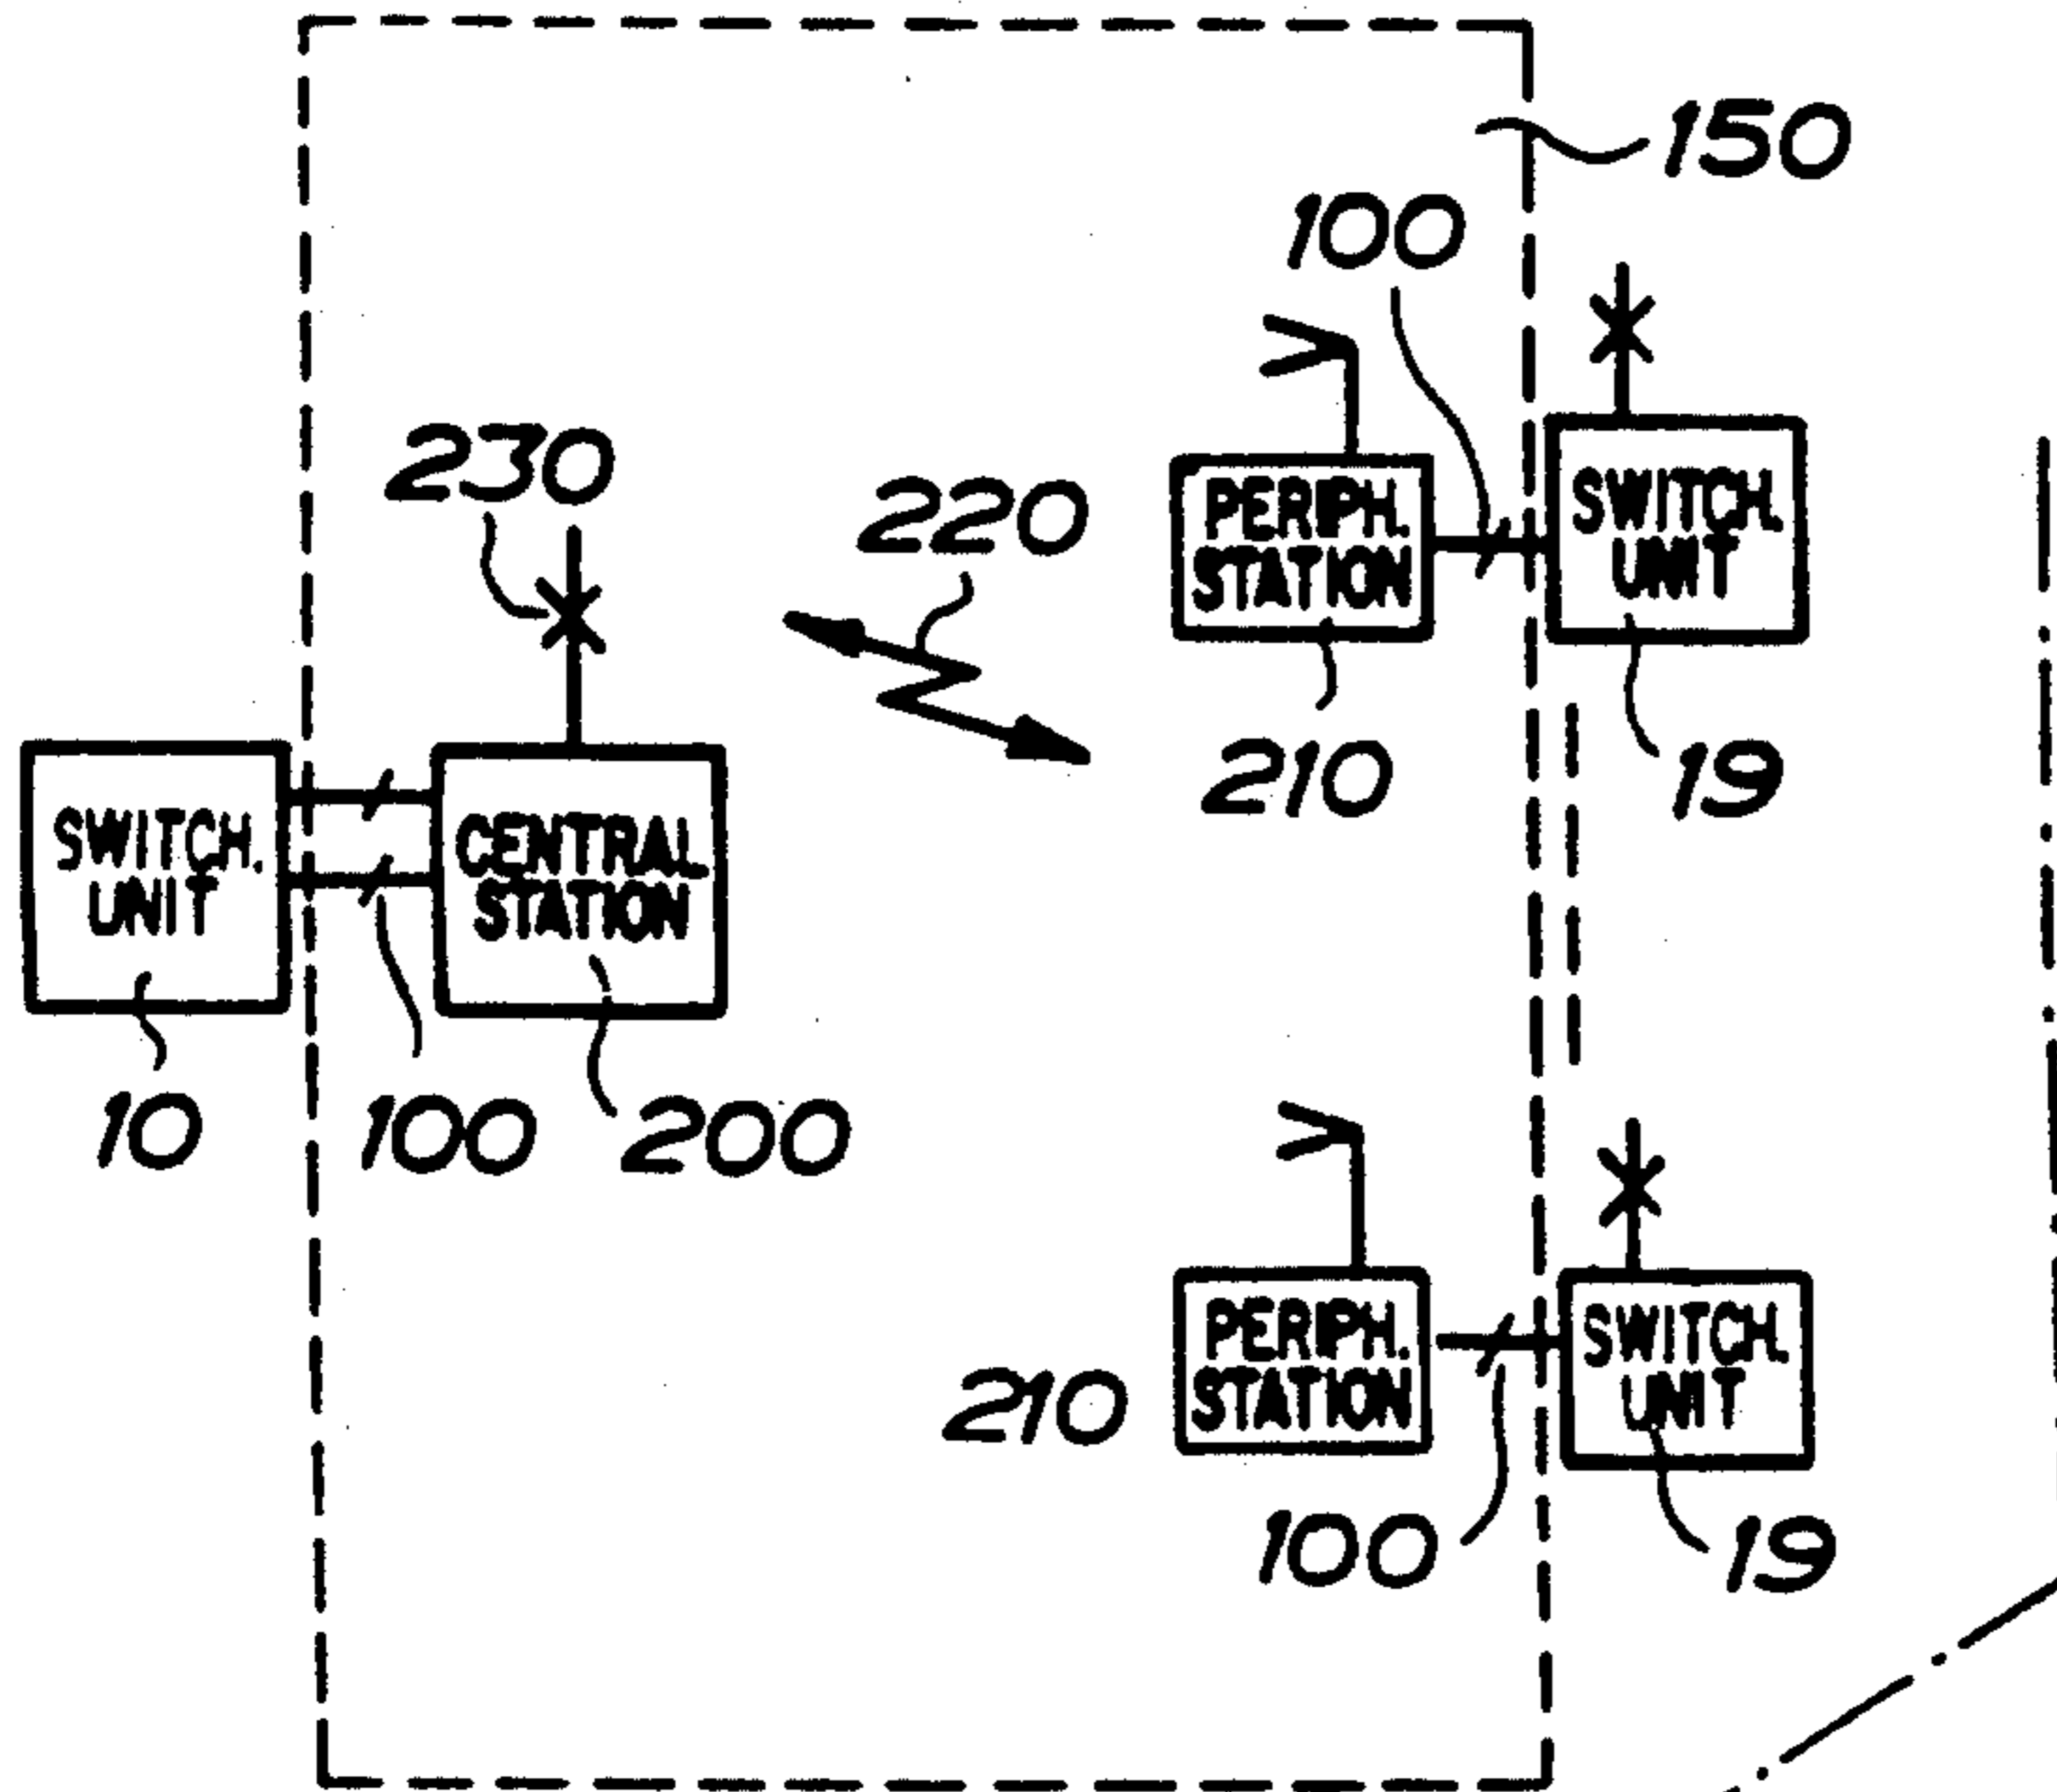 150
100
230
220
PERIPH.
STATION
SWITCH.
UNIT
210
19
SWITCH.
UNIT
CENTRAL
STATION
10
100
200
PERIPH.
STATION
SWITCH.
UNIT
210
100
19